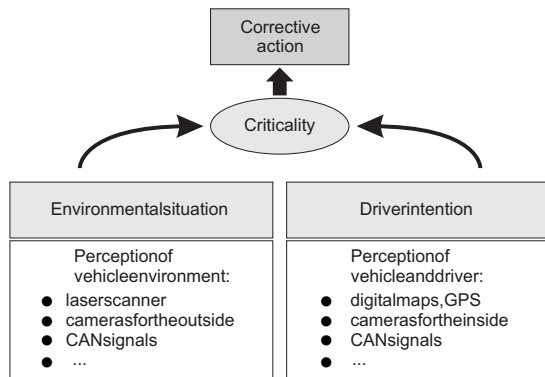 Corrective
action
Criticality
Environmentalsituation
Perceptionof
vehicleenvironment:
● laserscanner
● camerasfortheoutside
● CANsignals
● ...
Driverintention
Perceptionof
vehicleanddriver:
● digitalmaps,GPS
● camerasfortheinside
● CANsignals
● ...